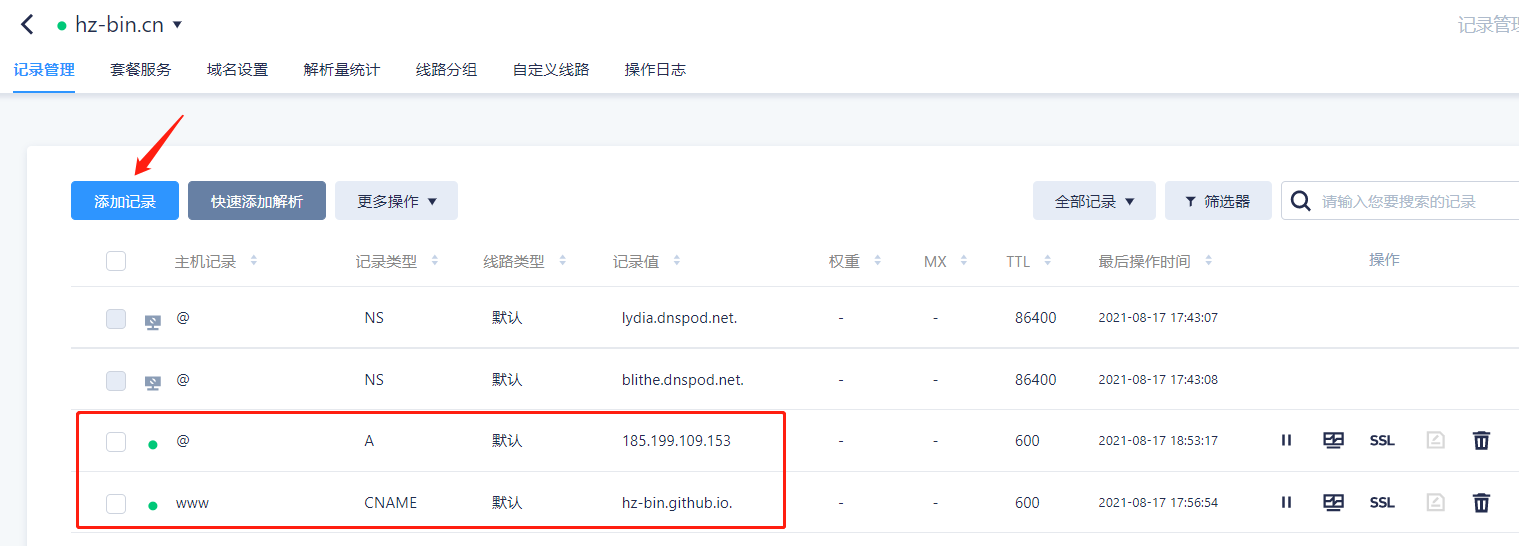 hz-bin.cn
记录管理
记录管理 套餐服务 域名设置 解析量统计 线路分组 自定义线路 操作日志
添加记录 快速添加解析 更多操作 全部记录 筛选器 请输入您要搜索的记录
主机记录 记录类型 线路类型 记录值 权重 MX TTL 最后操作时间 操作
@ NS 默认 lydia.dnspod.net. - - 86400 2021-08-17 17:43:07
@ NS 默认 blithe.dnspod.net. - - 86400 2021-08-17 17:43:08
@ A 默认 185.199.109.153 - - 600 2021-08-17 18:53:17 SSL
www CNAME 默认 hz-bin.github.io. - - 600 2021-08-17 17:56:54 SSL